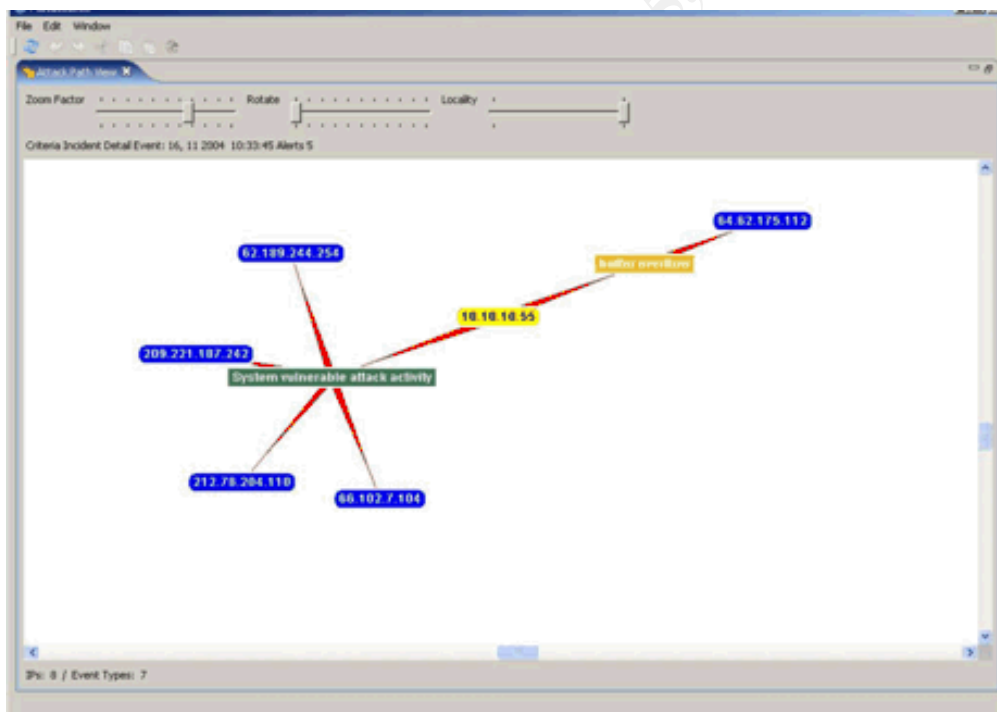 File Edit Window
Attack Path View
Zoom Factor Rotate Locality
Criteria Incident Detail Event: 16, 11 2004 10:33:45 Alerts 5
64.62.175.112
62.189.244.254
buffer overflow
10.10.10.55
209.221.187.242
System vulnerable attack activity
212.78.204.110
66.102.7.104
IPs: 8 / Event Types: 7